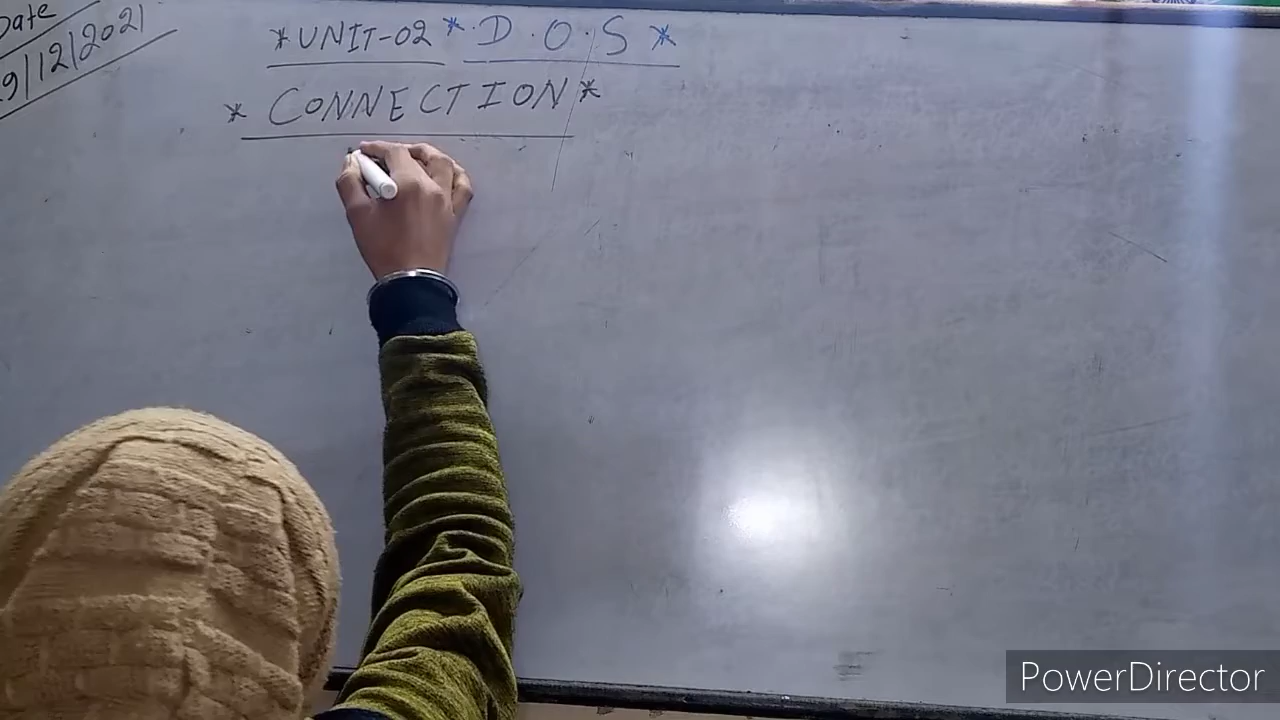 Date
9/12/2021
*UNIT-02 * D.O.S *
* CONNECTION *
PowerDirector